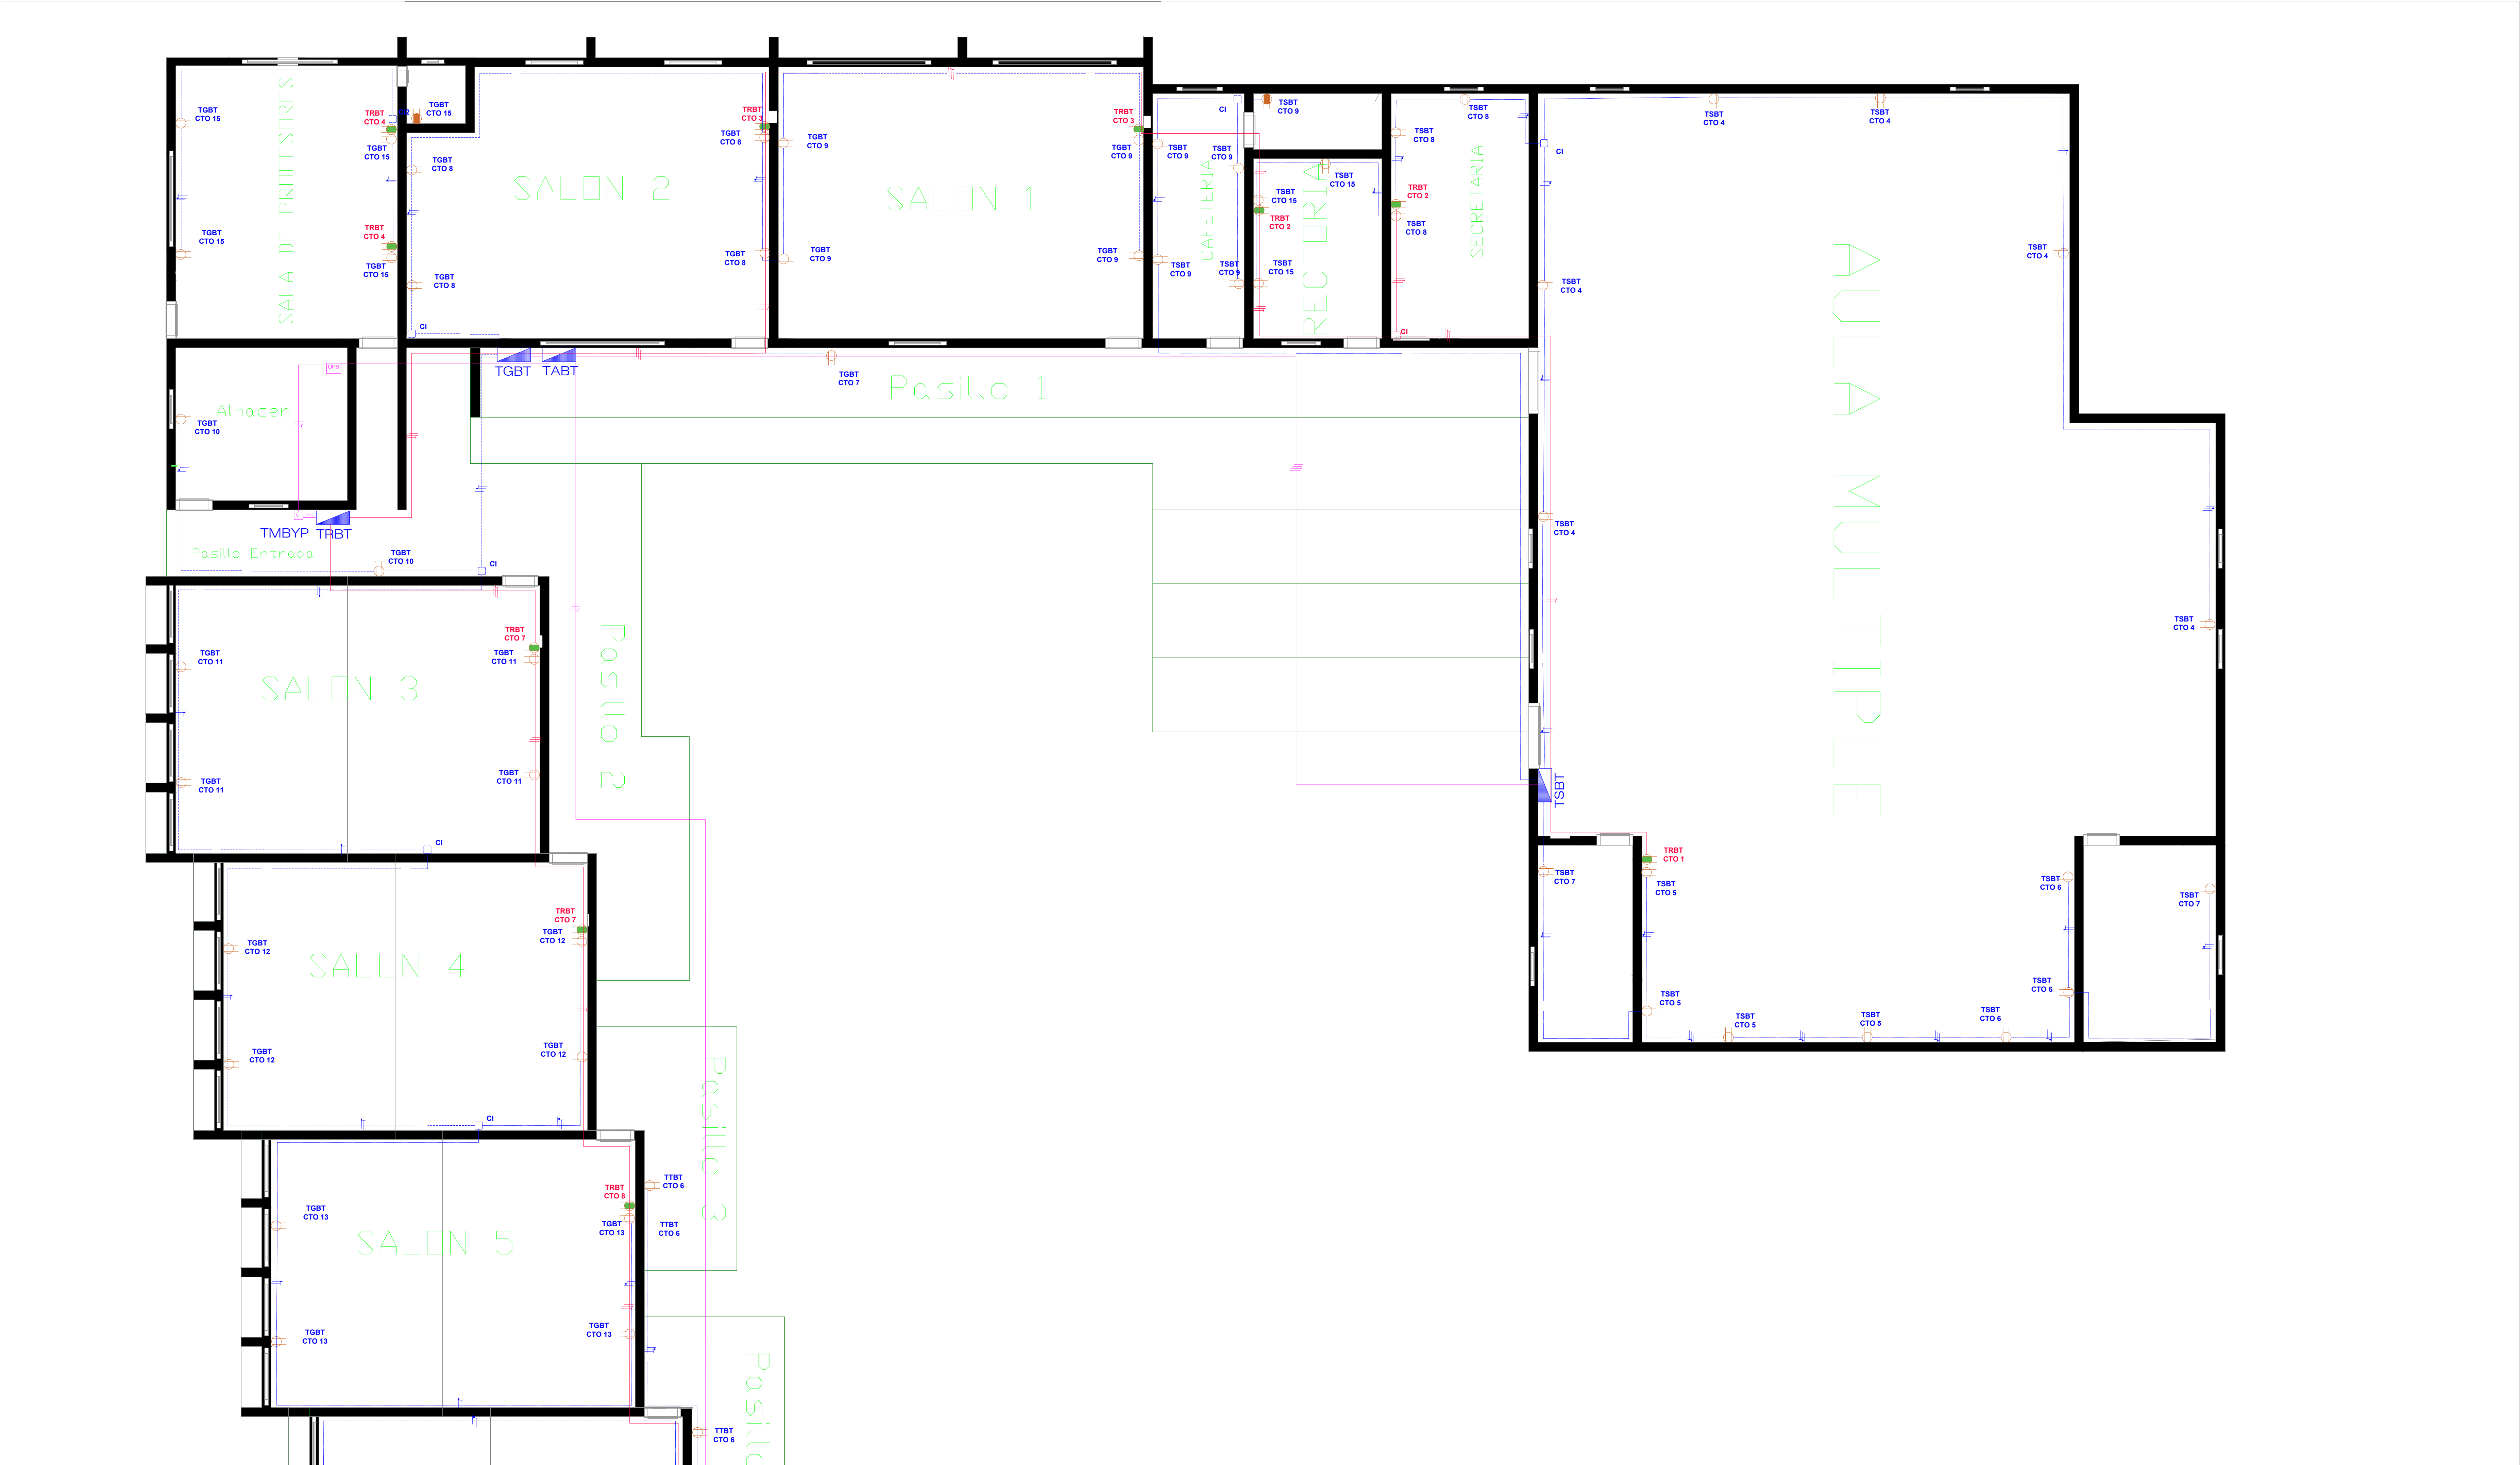 TGBT
CTO 15
TRBT
CTO 4
TGBT
CTO 15
TGBT
CTO 15
SALA DE PROFESORES
TGBT
CTO 15
TRBT
CTO 4
TGBT
CTO 15
TGBT
CTO 8
SALON 2
TGBT
CTO 8
CI
TRBT
CTO 3
TGBT
CTO 8
TGBT
CTO 8
TGBT
CTO 9
SALON 1
TGBT
CTO 9
TRBT
CTO 3
TGBT
CTO 9
TGBT
CTO 9
CI
TSBT
CTO 9
TSBT
CTO 9
CAFETERIA
TSBT
CTO 9
TSBT
CTO 9
TSBT
CTO 9
TSBT
CTO 15
TSBT
CTO 15
TRBT
CTO 2
RECTORIA
TSBT
CTO 15
TSBT
CTO 8
TSBT
CTO 8
TRBT
CTO 2
TSBT
CTO 8
SECRETARIA
CI
CI
TSBT
CTO 4
TSBT
CTO 4
TSBT
CTO 4
TSBT
CTO 4
TSBT
CTO 4
TSBT
CTO 4
AULA MULTIPLE
TSBT
UPS
TGBT
TABT
TGBT
CTO 7
Pasillo 1
Almacen
TGBT
CTO 10
TMBYP
TRBT
Pasillo Entrada
TGBT
CTO 10
CI
TRBT
CTO 7
TGBT
CTO 11
TGBT
CTO 11
SALON 3
TGBT
CTO 11
TGBT
CTO 11
CI
Pasillo 2
TRBT
CTO 1
TSBT
CTO 7
TSBT
CTO 5
TSBT
CTO 6
TSBT
CTO 7
TSBT
CTO 5
TSBT
CTO 5
TSBT
CTO 5
TSBT
CTO 6
TSBT
CTO 6
TRBT
CTO 7
TGBT
CTO 12
TGBT
CTO 12
SALON 4
TGBT
CTO 12
TGBT
CTO 12
CI
Pasillo 3
TRBT
CTO 8
TTBT
CTO 6
TGBT
CTO 13
TGBT
CTO 13
TTBT
CTO 6
SALON 5
TGBT
CTO 13
TGBT
CTO 13
Pasillo
TTBT
CTO 6